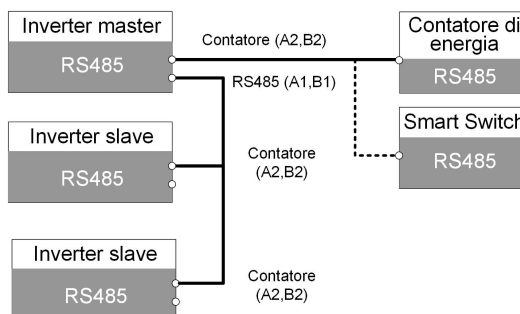 Inverter master
RS485
Contatore (A2,B2)
RS485 (A1,B1)
Contatore di
energia
RS485
Smart Switch
RS485
Inverter slave
RS485
Contatore
(A2,B2)
Inverter slave
RS485
Contatore
(A2,B2)